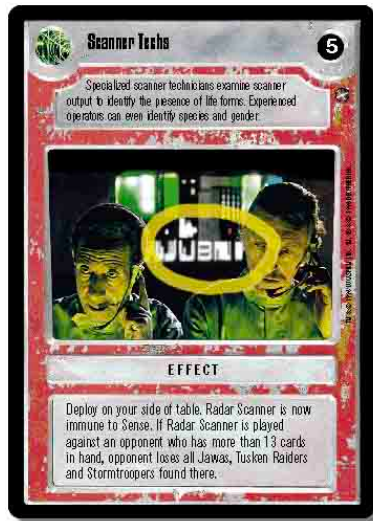 Scanner Techs
5
Specialized scanner technicians examine scanner
output to identify the presence of life forms. Experienced
operators can even identify species and gender.
EFFECT
Deploy on your side of table. Radar Scanner is now
immune to Sense. If Radar Scanner is played
against an opponent who has more than 13 cards
in hand, opponent loses all Jawas, Tusken Raiders
and Stormtroopers found there.